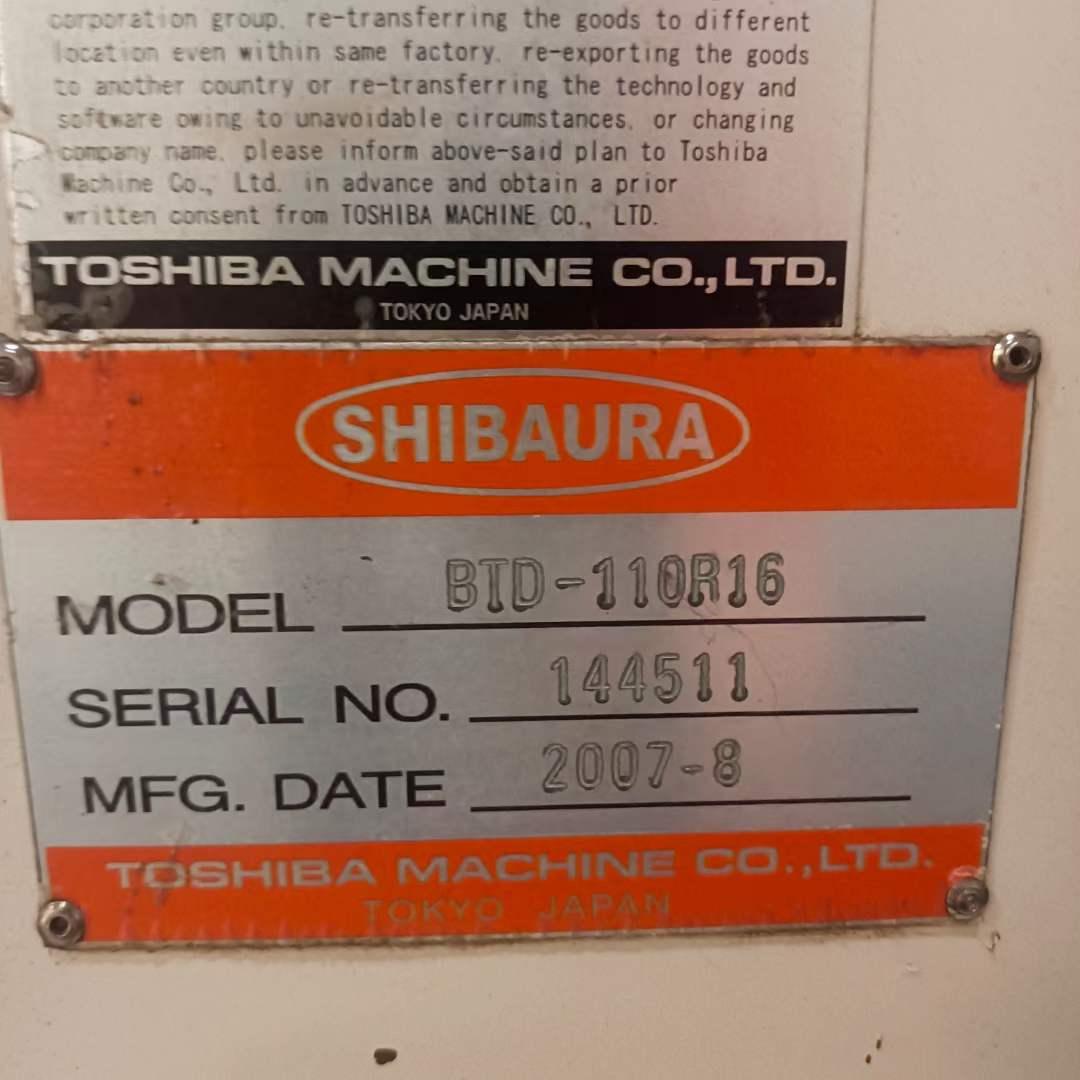 corporation group, re-transferring the goods to different
location even within same factory, re-exporting the goods
to another country or re-transferring the technology and
software owing to unavoidable circumstances, or changing
company name, please inform above-said plan to Toshiba
Machine Co., Ltd. in advance and obtain a prior
written consent from TOSHIBA MACHINE CO., LTD.
TOSHIBA MACHINE CO.,LTD.
TOKYO JAPAN
SHIBAURA
MODEL BTD-110R16
SERIAL NO. 144511
MFG. DATE 2007-8
TOSHIBA MACHINE CO.,LTD.
TOKYO JAPAN